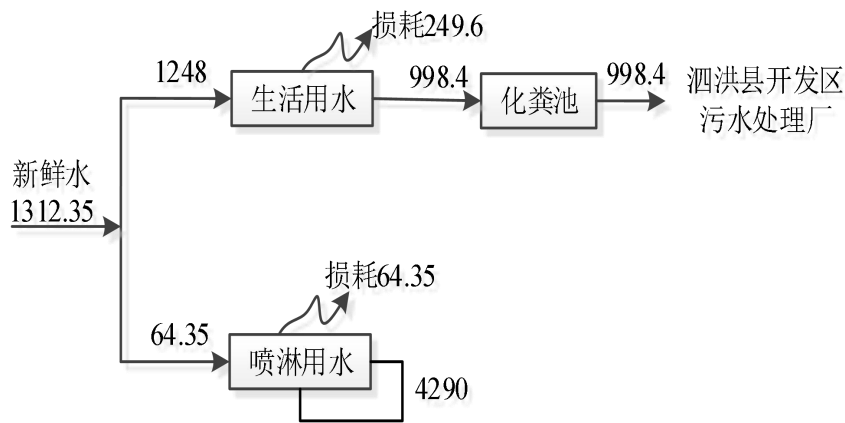 损耗249.6
1248
生活用水
998.4
化粪池
998.4
泗洪县开发区
污水处理厂
新鲜水
1312.35
损耗64.35
64.35
喷淋用水
4290